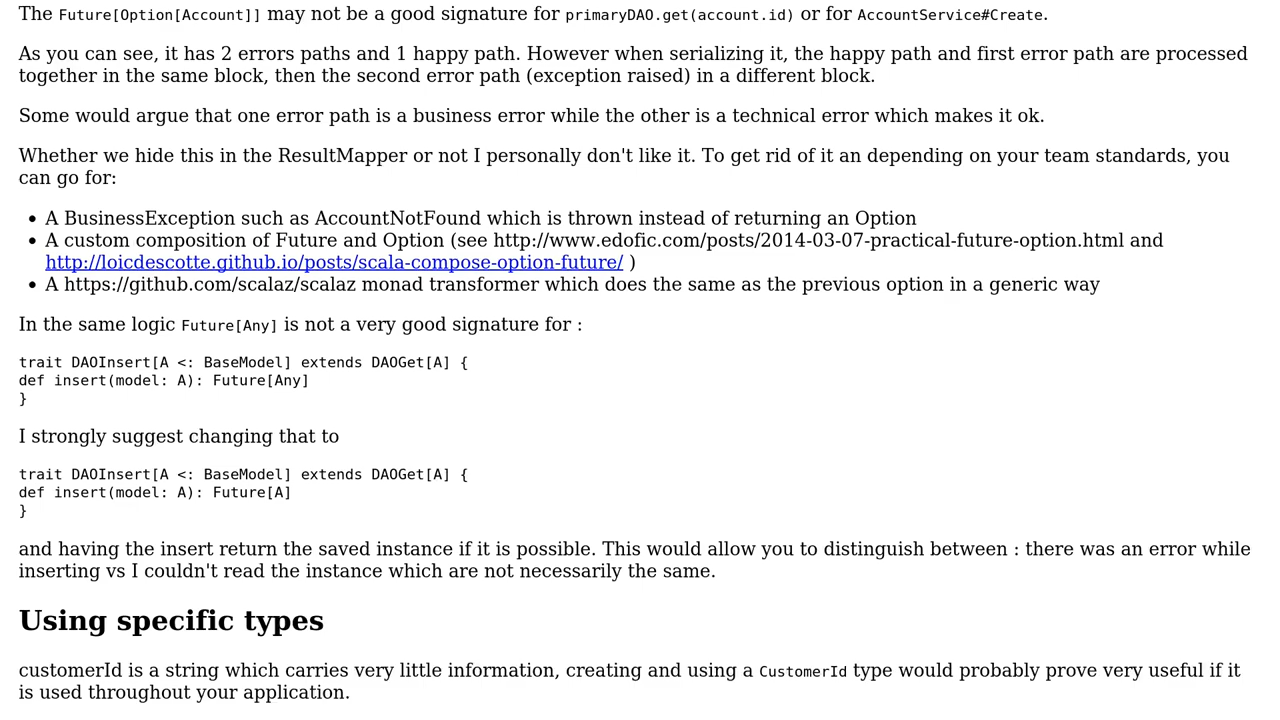 The Future[Option[Account]] may not be a good signature for primaryDAO.get(account.id) or for AccountService#Create.
As you can see, it has 2 errors paths and 1 happy path. However when serializing it, the happy path and first error path are processed
together in the same block, then the second error path (exception raised) in a different block.
Some would argue that one error path is a business error while the other is a technical error which makes it ok.
Whether we hide this in the ResultMapper or not I personally don't like it. To get rid of it an depending on your team standards, you
can go for:
• A BusinessException such as AccountNotFound which is thrown instead of returning an Option
• A custom composition of Future and Option (see http://www.edofic.com/posts/2014-03-07-practical-future-option.html and
http://loicdescotte.github.io/posts/scala-compose-option-future/ )
• A https://github.com/scalaz/scalaz monad transformer which does the same as the previous option in a generic way
In the same logic Future[Any] is not a very good signature for :
trait DAOInsert[A <: BaseModel] extends DAOGet[A] {
def insert(model: A): Future[Any]
}
I strongly suggest changing that to
trait DAOInsert[A <: BaseModel] extends DAOGet[A] {
def insert(model: A): Future[A]
}
and having the insert return the saved instance if it is possible. This would allow you to distinguish between : there was an error while
inserting vs I couldn't read the instance which are not necessarily the same.
Using specific types
customerId is a string which carries very little information, creating and using a CustomerId type would probably prove very useful if it
is used throughout your application.